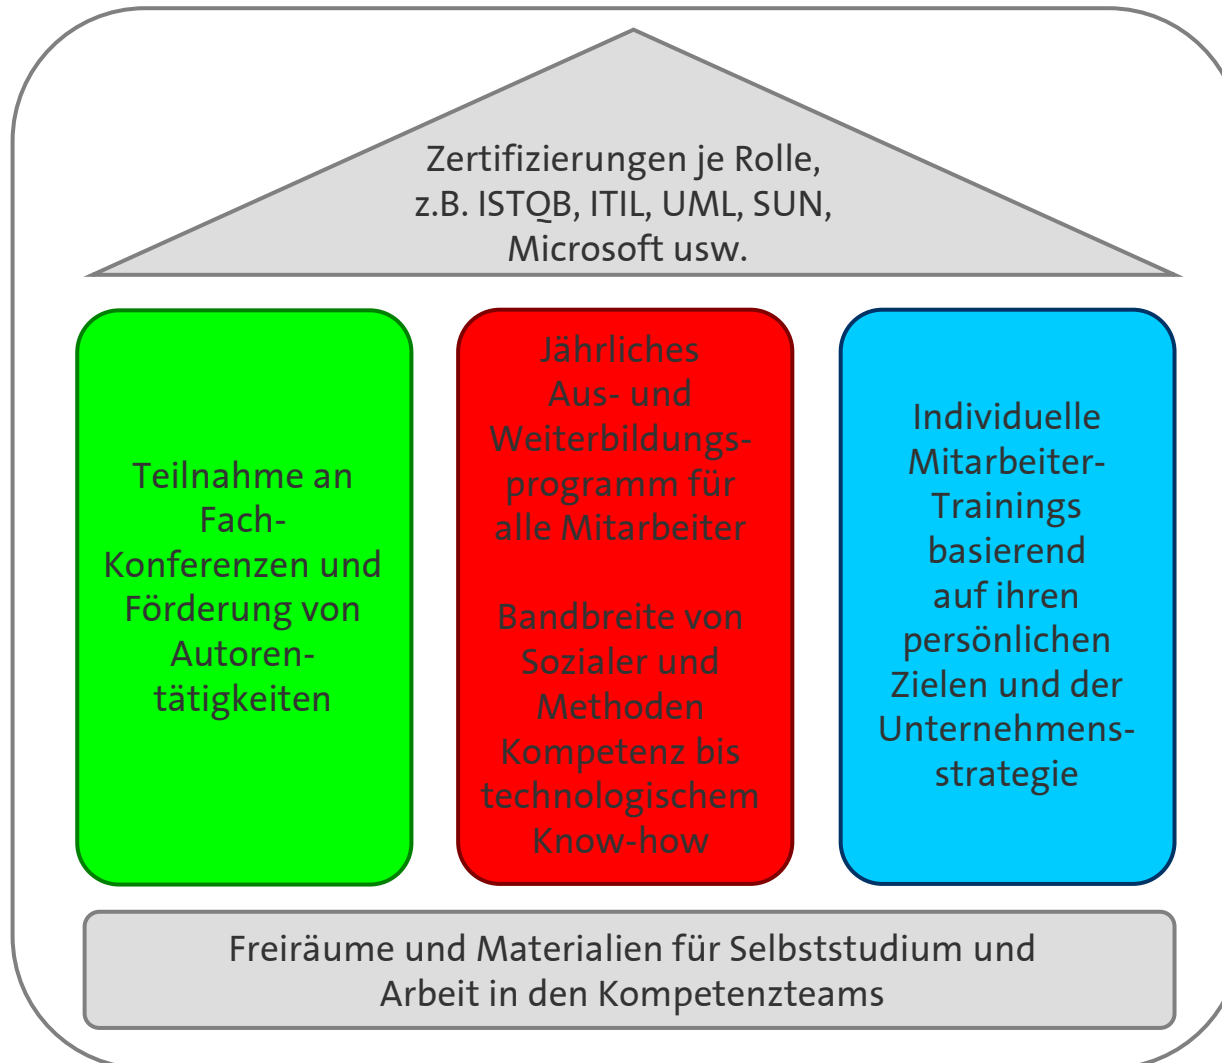 Zertifizierungen je Rolle,
z.B. ISTQB, ITIL, UML, SUN,
Microsoft usw.
Teilnahme an
Fach-
Konferenzen und
Förderung von
Autoren-
tätigkeiten
Jährliches
Aus- und
Weiterbildungs-
programm für
alle Mitarbeiter
Bandbreite von
Sozialer und
Methoden
Kompetenz bis
technologischem
Know-how
Individuelle
Mitarbeiter-
Trainings
basierend
auf ihren
persönlichen
Zielen und der
Unternehmens-
strategie
Freiräume und Materialien für Selbststudium und
Arbeit in den Kompetenzteams